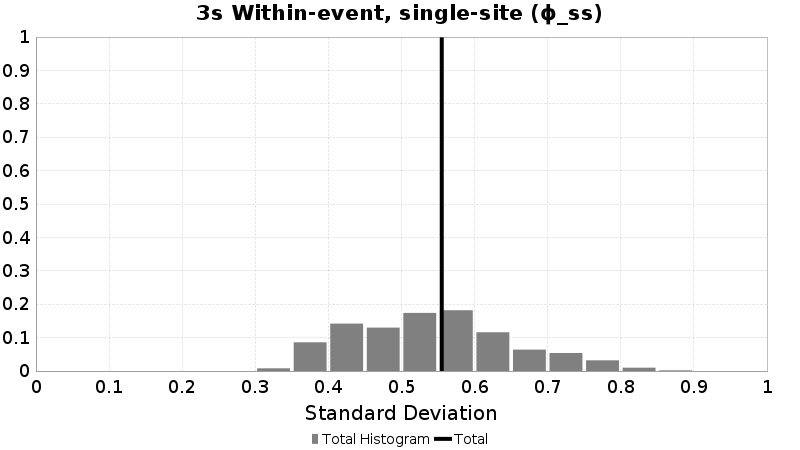 3s Within-event, single-site (ϕ_ss)
1
0.9
0.8
0.7
0.6
0.5
0.4
0.3
0.2
0.1
0
0 0.1 0.2 0.3 0.4 0.5 0.6 0.7 0.8 0.9 1
Standard Deviation
Total Histogram Total